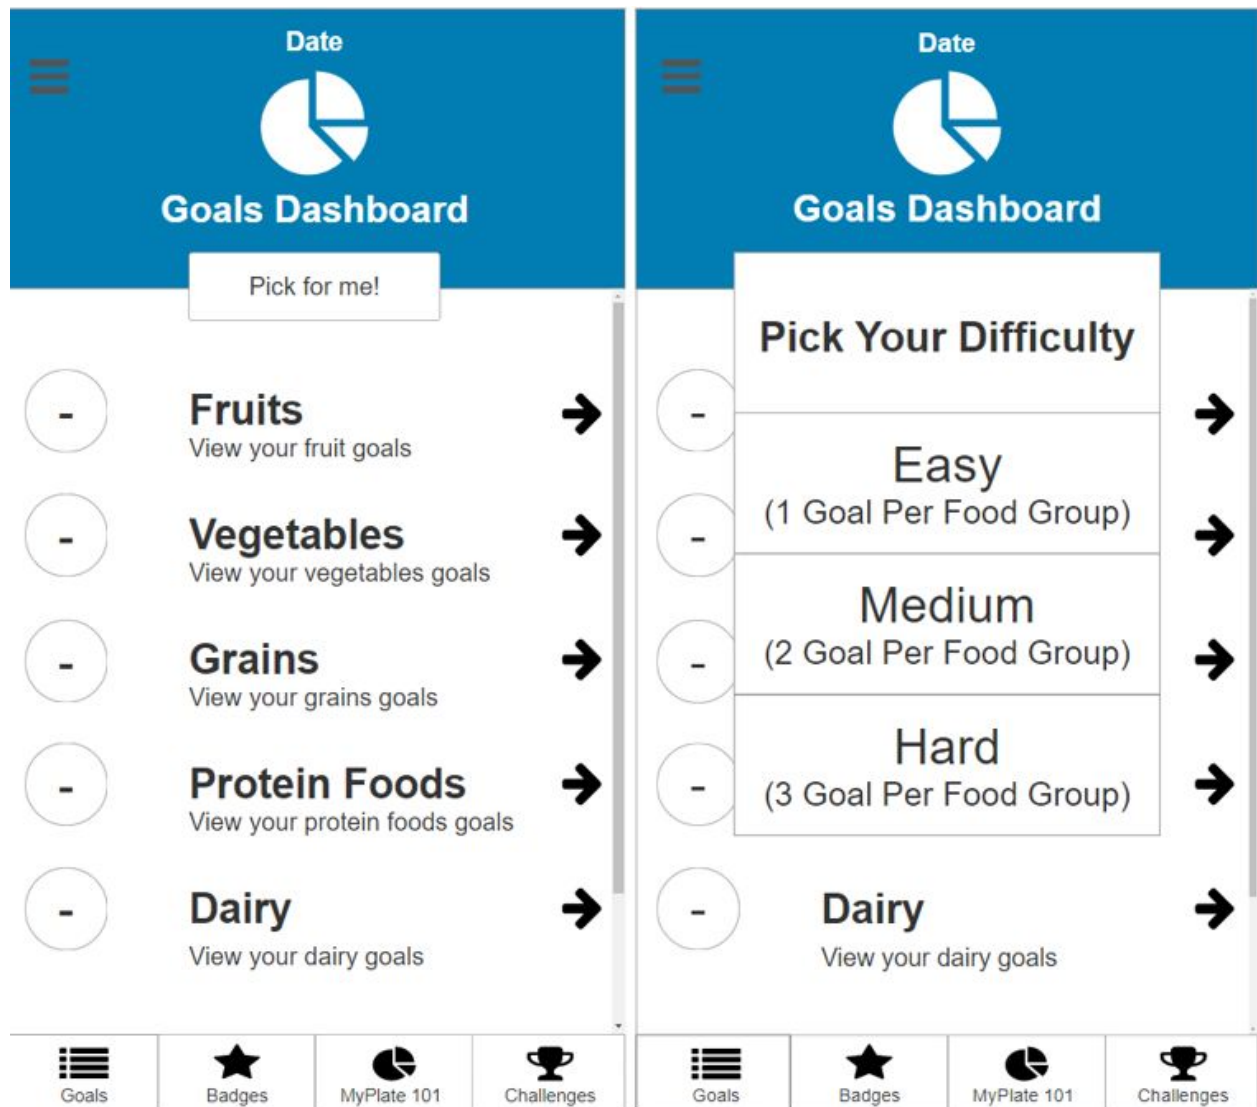 Date
Goals Dashboard
Pick for me!
-
Fruits
View your fruit goals
-
Vegetables
View your vegetables goals
-
Grains
View your grains goals
-
Protein Foods
View your protein foods goals
-
Dairy
View your dairy goals
Goals
Badges
MyPlate 101
Challenges
Date
Goals Dashboard
Pick Your Difficulty
-
Easy
(1 Goal Per Food Group)
-
Medium
(2 Goal Per Food Group)
-
Hard
(3 Goal Per Food Group)
-
-
Dairy
View your dairy goals
Goals
Badges
MyPlate 101
Challenges